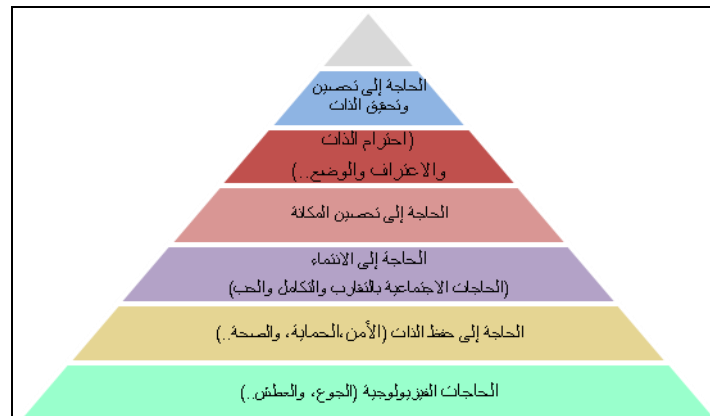 الحاجة إلى تحسين
وتحقيق الذات
(احترام الذات
والاعتراف والوضع..)
الحاجة إلى تحسين المكانة
الحاجة إلى الانتماء
(الحاجات الاجتماعية بالتقارب والتكامل والحب)
الحاجة إلى حفظ الذات (الأمن،الحماية، والصحة..)
الحاجات الفيزيولوجية (الجوع، والعطش..)